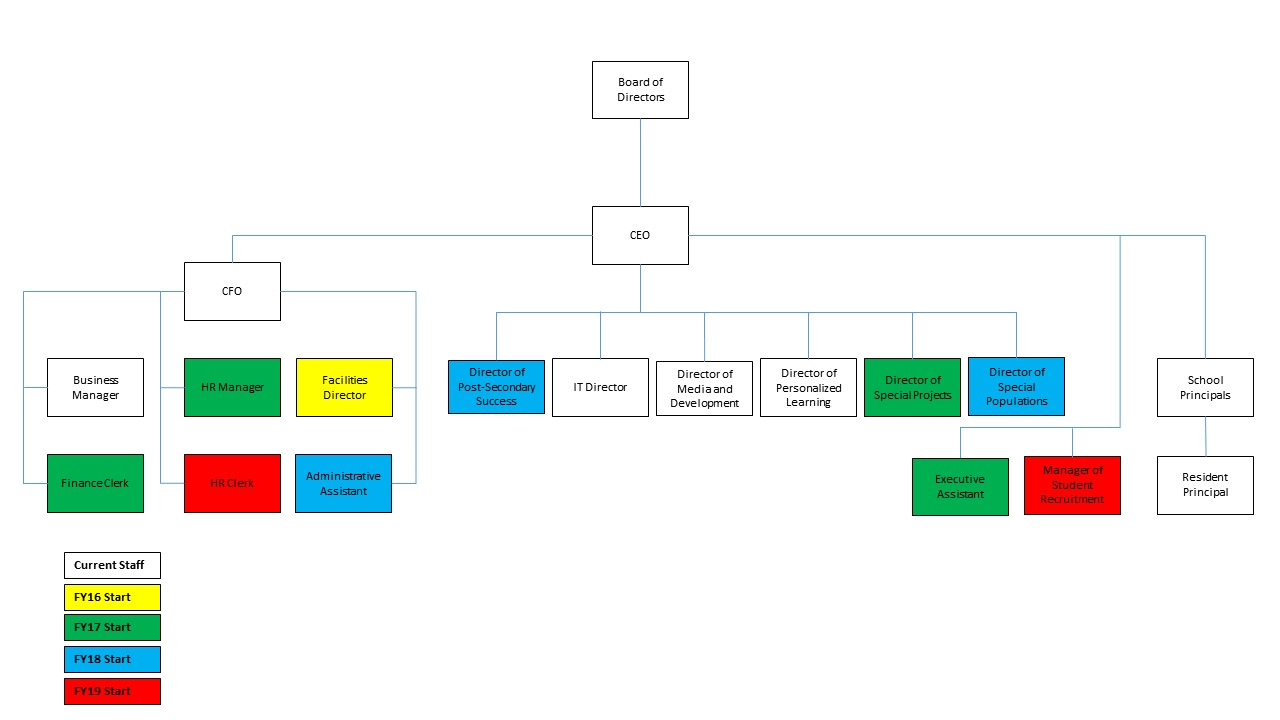 Board of
Directors
CEO
CFO
Business
Manager
HR Manager
Facilities
Director
Director of
Post-Secondary
Success
IT Director
Director of
Media and
Development
Director of
Personalized
Learning
Director of
Special Projects
Director of
Special
Populations
School
Principals
Finance Clerk
HR Clerk
Administrative
Assistant
Executive
Assistant
Manager of
Student
Recruitment
Resident
Principal
Current Staff
FY16 Start
FY17 Start
FY18 Start
FY19 Start